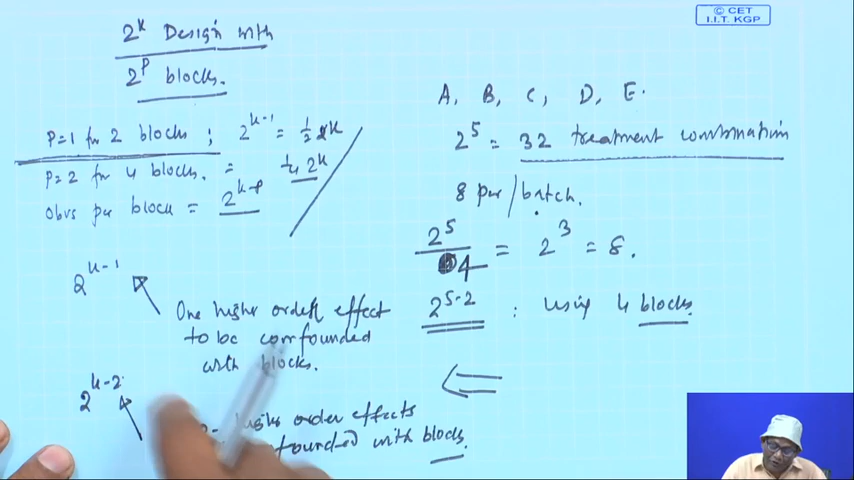 © CET
I.I.T. KGP
2^k Design with
2^p blocks.
P=1 for 2 blocks ; 2^{k-1} = 1/2 2^k
P=2 for 4 blocks. = 1/4 2^k
Obvs per block = 2^{k-p}
2^{k-1}
One higher order effect
to be confounded
with blocks.
2^{k-2}
higher order effects
confounded with blocks.
A, B, C, D, E.
2^5 = 32 treatment combination
8 per / batch.
2^5 / 4 = 2^3 = 8.
2^{5-2} : using 4 blocks.